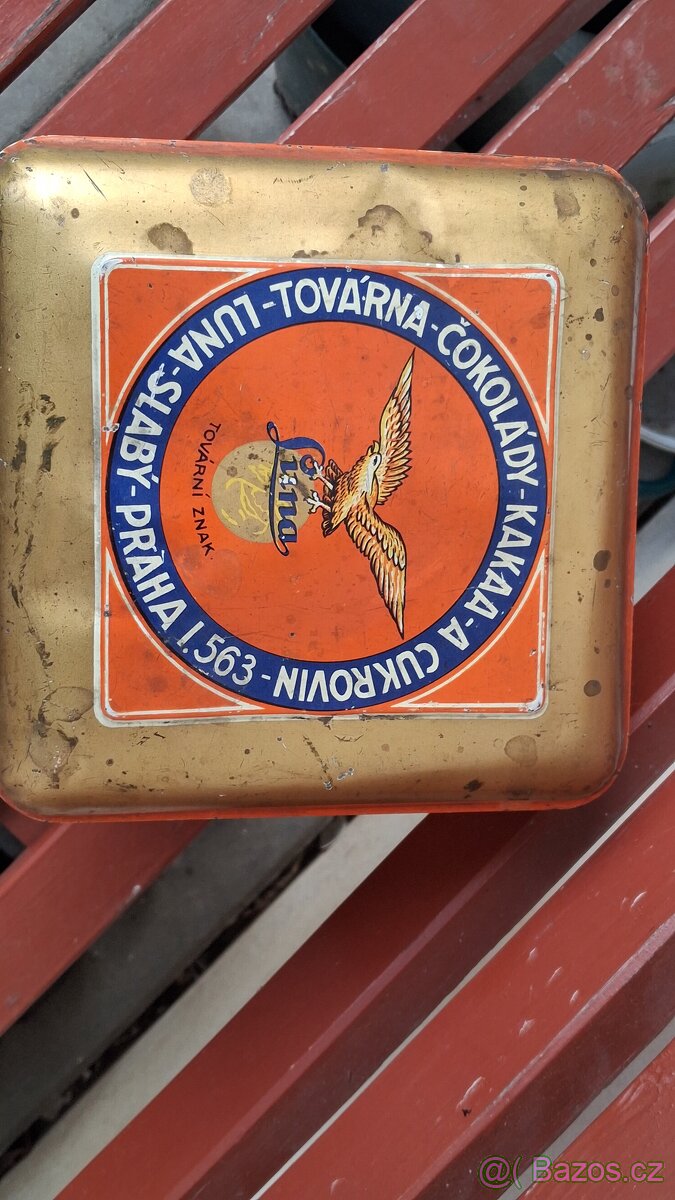 TOVÁRNA-ČOKOLÁDY-KAKAA-A CUKROVIN-PRAHA I. 563-SLABÝ-LUNA-
Luna
TOVÁRNÍ ZNAK.
@( Bazos.cz